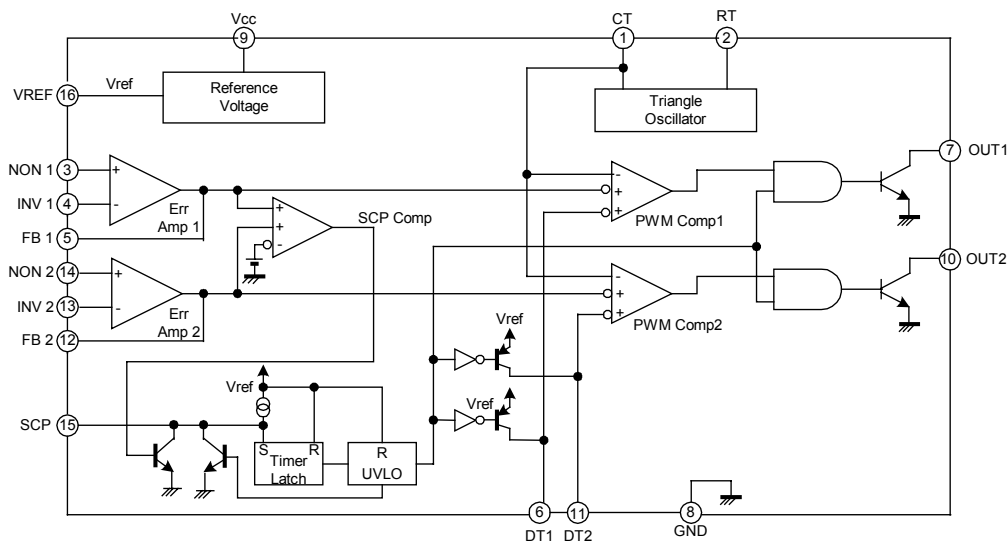 Vcc
9
CT
1
RT
2
VREF 16 Vref
Reference
Voltage
Triangle
Oscillator
NON 1 3 +
INV 1 4 -
Err
Amp 1
FB 1 5
+
+
-
SCP Comp
-
+
+
PWM Comp1
7 OUT1
NON 2 14 +
INV 2 13 -
Err
Amp 2
FB 2 12
-
+
+
PWM Comp2
10 OUT2
Vref
Vref
Vref
SCP 15
S R
Timer
Latch
R
UVLO
6
DT1
11
DT2
8
GND